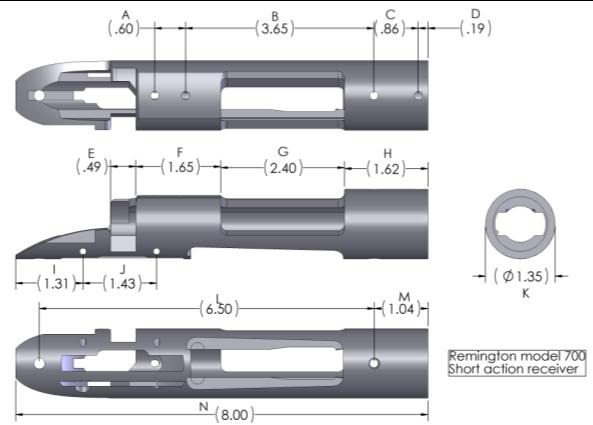 A B C D
(.60) (3.65) (.86) (.19)
E F G H
(.49) (1.65) (2.40) (1.62)
I J
(1.31) (1.43)
(Ø1.35)
K
L M
(6.50) (1.04)
Remington model 700
Short action receiver
N
(8.00)